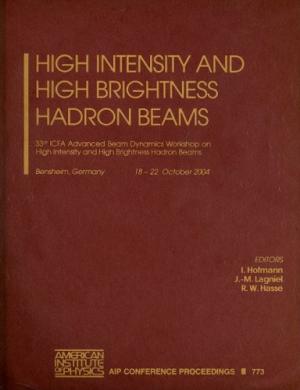 HIGH INTENSITY AND
HIGH BRIGHTNESS
HADRON BEAMS
33rd ICFA Advanced Beam Dynamics Workshop on
High Intensity and High Brightness Hadron Beams
Bensheim, Germany 18 – 22 October 2004
EDITORS
I. Hofmann
J.-M. Lagniel
R. W. Hasse
AMERICAN
INSTITUTE
OF PHYSICS
AIP CONFERENCE PROCEEDINGS 773